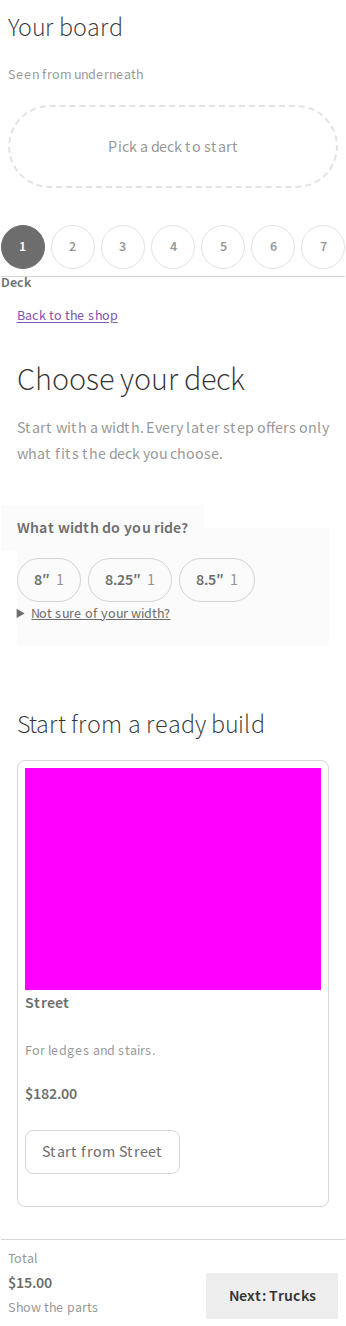 Your board
Seen from underneath
Pick a deck to start
1 2 3 4 5 6 7
Deck
Back to the shop
Choose your deck
Start with a width. Every later step offers only
what fits the deck you choose.
What width do you ride?
8″ 1 8.25″ 1 8.5″ 1
Not sure of your width?
Start from a ready build
Street
For ledges and stairs.
$182.00
Start from Street
Total
$15.00
Next: Trucks
Show the parts